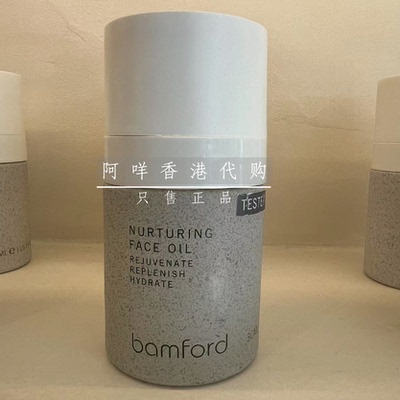 阿咩香港代购
只售正品
TESTE
NURTURING
FACE OIL
REJUVENATE
REPLENISH
HYDRATE
bamford